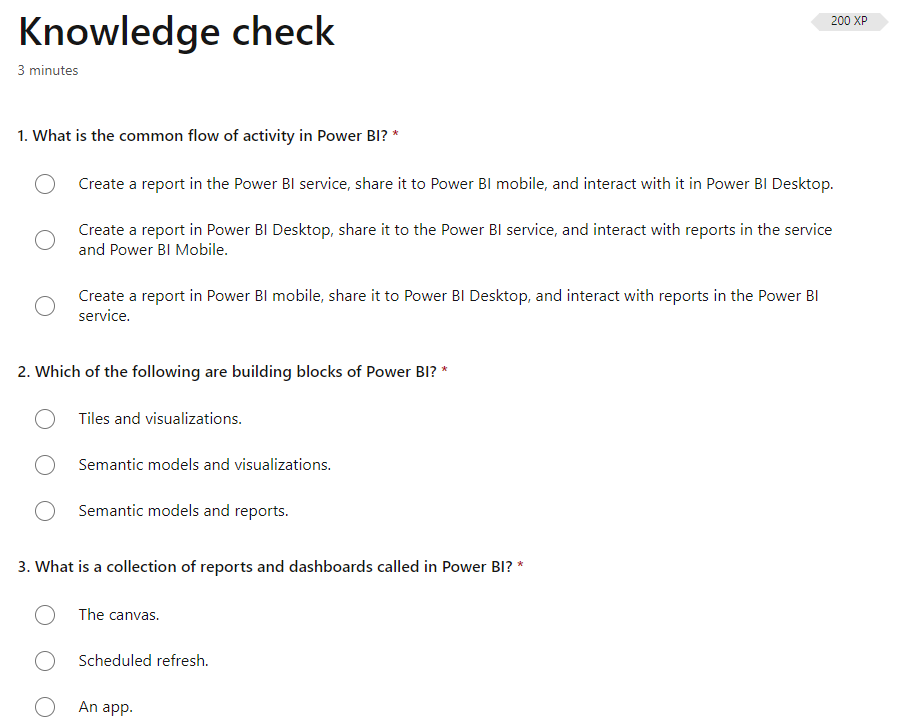 Knowledge check
200 XP
3 minutes
1. What is the common flow of activity in Power BI? *
Create a report in the Power BI service, share it to Power BI mobile, and interact with it in Power BI Desktop.
Create a report in Power BI Desktop, share it to the Power BI service, and interact with reports in the service
and Power BI Mobile.
Create a report in Power BI mobile, share it to Power BI Desktop, and interact with reports in the Power BI
service.
2. Which of the following are building blocks of Power BI? *
Tiles and visualizations.
Semantic models and visualizations.
Semantic models and reports.
3. What is a collection of reports and dashboards called in Power BI? *
The canvas.
Scheduled refresh.
An app.